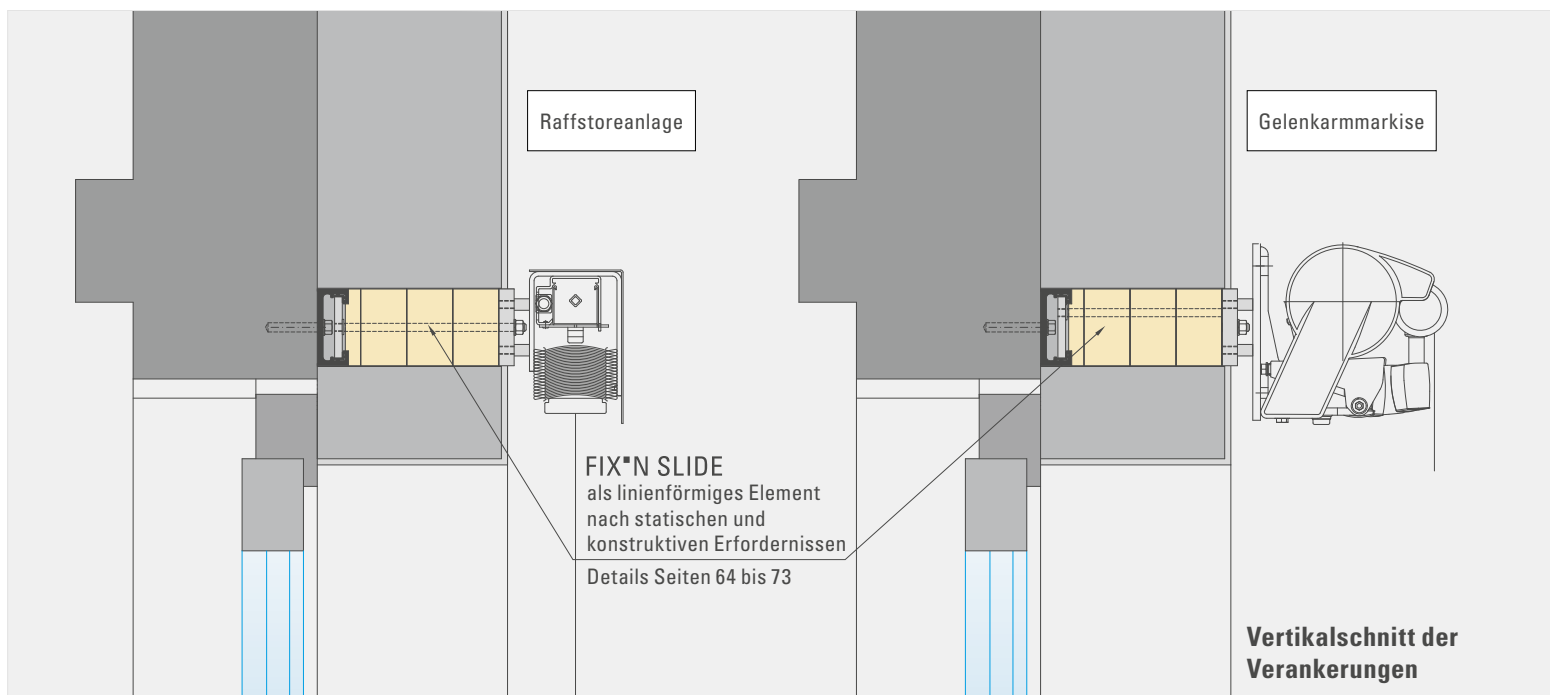 Raffstoreanlage
Gelenkarmmarkise
FIX▪N SLIDE
als linienförmiges Element
nach statischen und
konstruktiven Erfordernissen
Details Seiten 64 bis 73
Vertikalschnitt der
Verankerungen